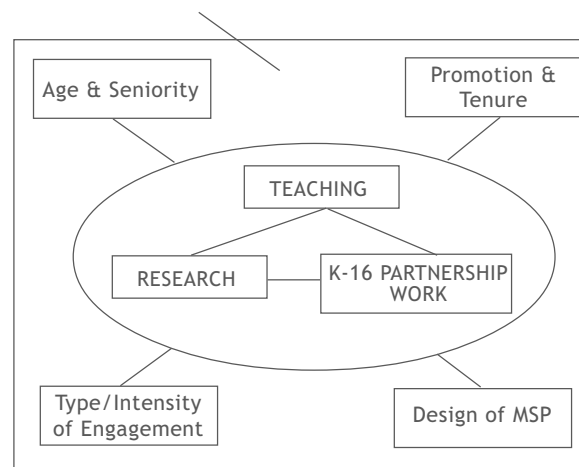 Age & Seniority
Promotion &
Tenure
TEACHING
RESEARCH
K-16 PARTNERSHIP
WORK
Type/Intensity
of Engagement
Design of MSP